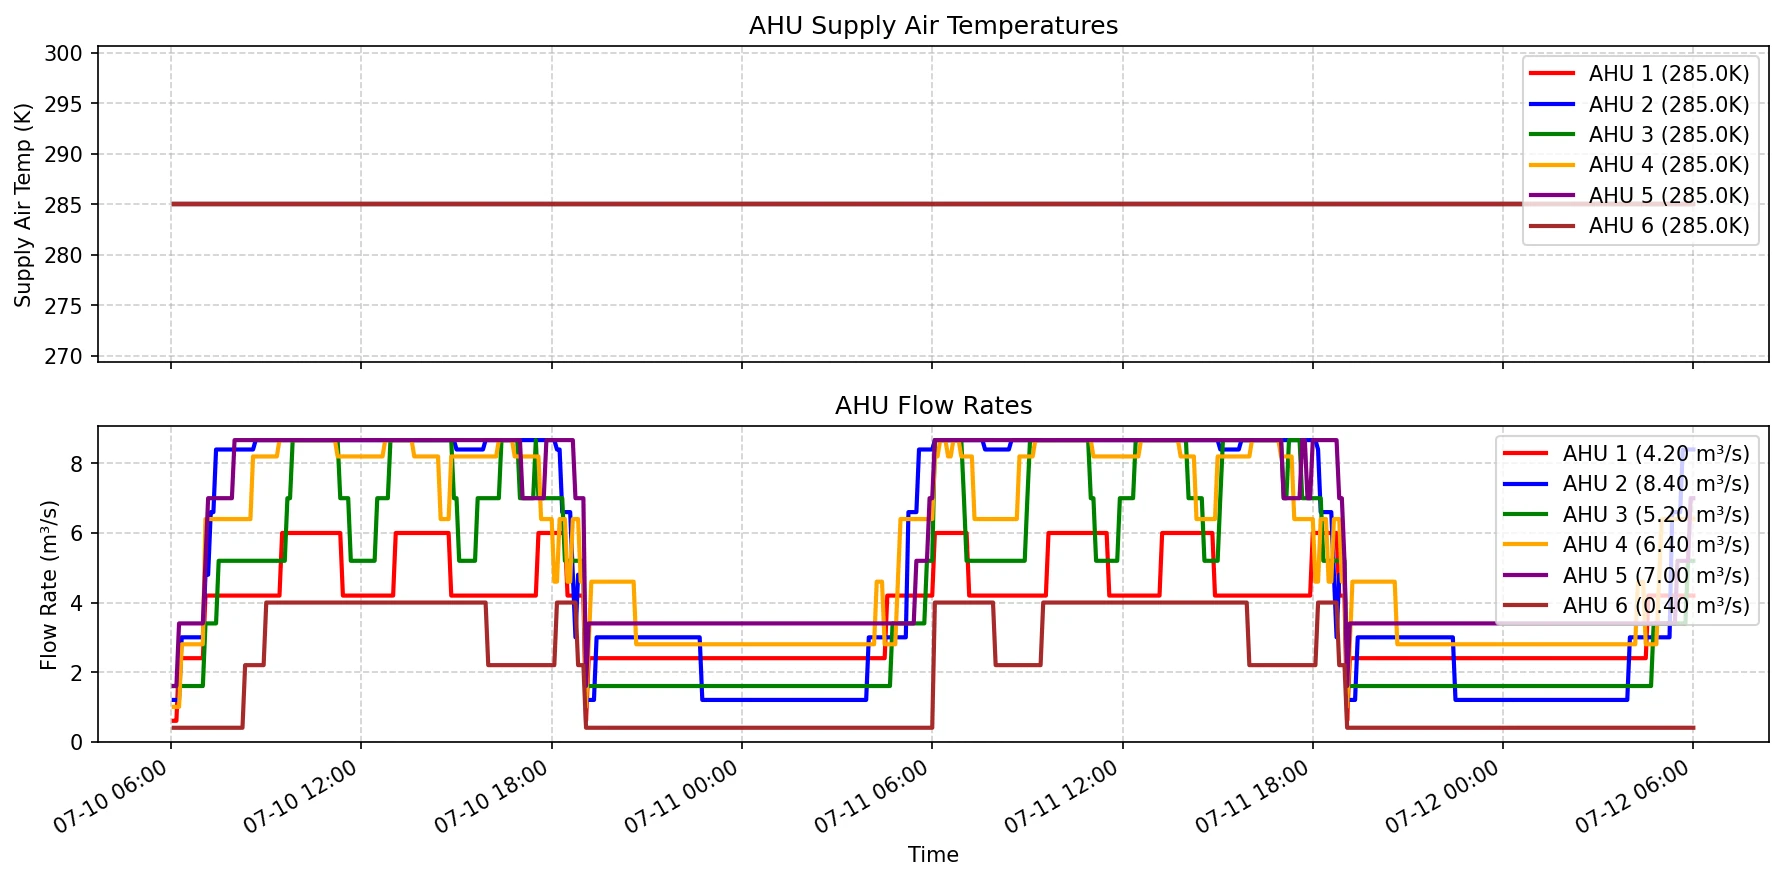 AHU Supply Air Temperatures
Supply Air Temp (K)
300
295
290
285
280
275
270
AHU 1 (285.0K)
AHU 2 (285.0K)
AHU 3 (285.0K)
AHU 4 (285.0K)
AHU 5 (285.0K)
AHU 6 (285.0K)
AHU Flow Rates
Flow Rate (m³/s)
8
6
4
2
0
AHU 1 (4.20 m³/s)
AHU 2 (8.40 m³/s)
AHU 3 (5.20 m³/s)
AHU 4 (6.40 m³/s)
AHU 5 (7.00 m³/s)
AHU 6 (0.40 m³/s)
07-10 06:00
07-10 12:00
07-10 18:00
07-11 00:00
07-11 06:00
07-11 12:00
07-11 18:00
07-12 00:00
07-12 06:00
Time